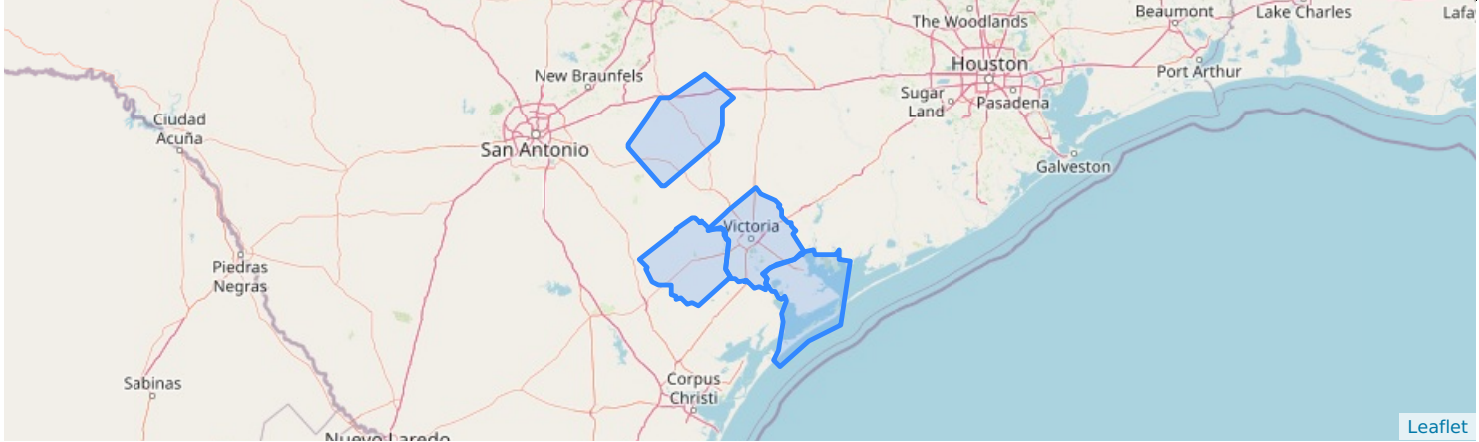 The Woodlands
Beaumont
Lake Charles
Lafa
Houston
New Braunfels
Port Arthur
Sugar
Land
Pasadena
Ciudad
Acuña
San Antonio
Galveston
Victoria
Piedras
Negras
Sabinas
Corpus
Christi
Nuevo Laredo
Leaflet